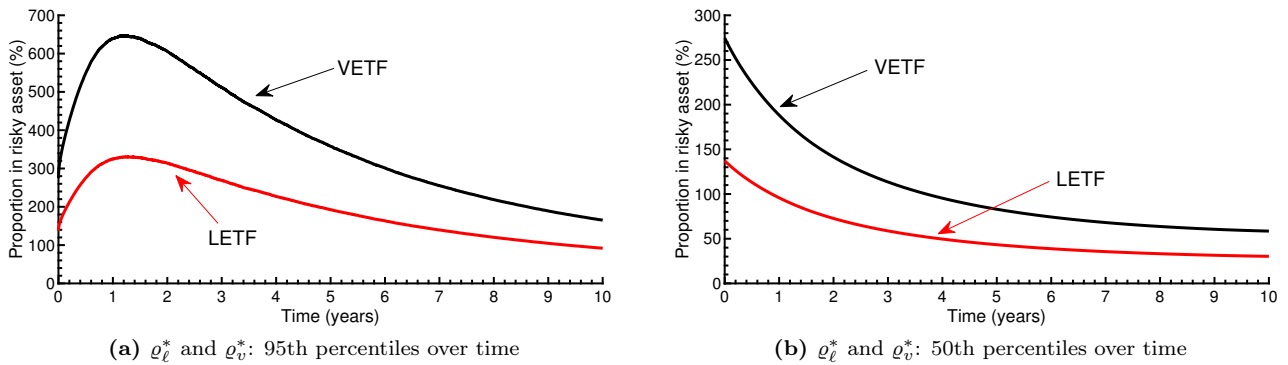 Proportion in risky asset (%)
700
600
500
400
300
200
100
0
VETF
LETF
0 1 2 3 4 5 6 7 8 9 10
Time (years)
(a) ϱ*ℓ and ϱ*v: 95th percentiles over time
Proportion in risky asset (%)
300
250
200
150
100
50
0
VETF
LETF
0 1 2 3 4 5 6 7 8 9 10
Time (years)
(b) ϱ*ℓ and ϱ*v: 50th percentiles over time